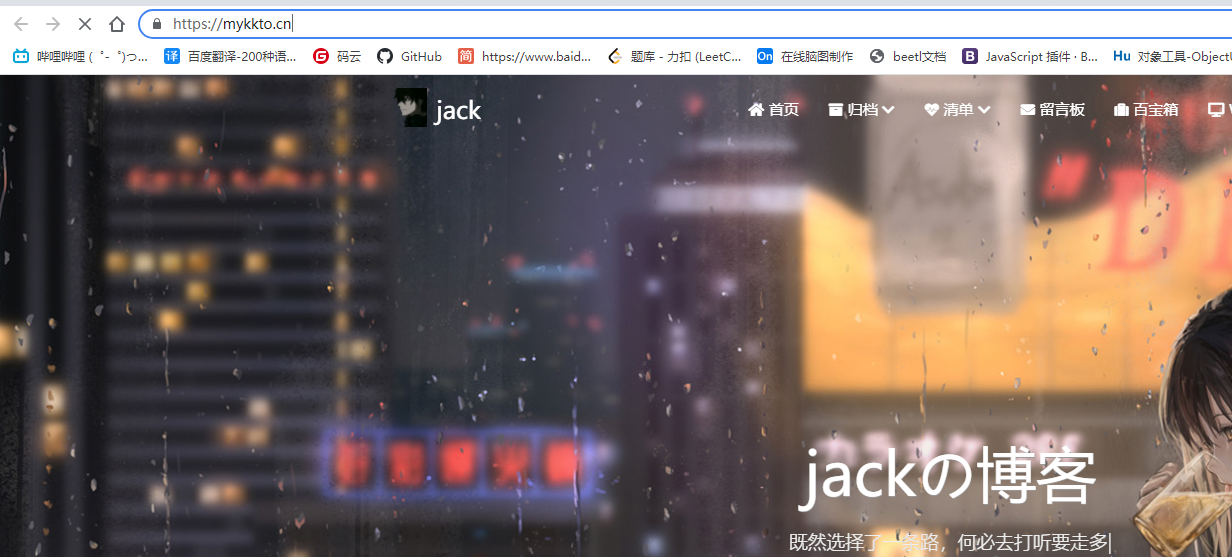 https://mykkto.cn
哔哩哔哩 ( ゜- ゜)つ... 百度翻译-200种语... 码云 GitHub https://www.baid... 题库 - 力扣 (LeetC... 在线脑图制作 beetl文档 JavaScript 插件 · B... 对象工具-ObjectU
jack 首页 归档 清单 留言板 百宝箱
Asahi
"D
jackの博客
既然选择了一条路，何必去打听要走多